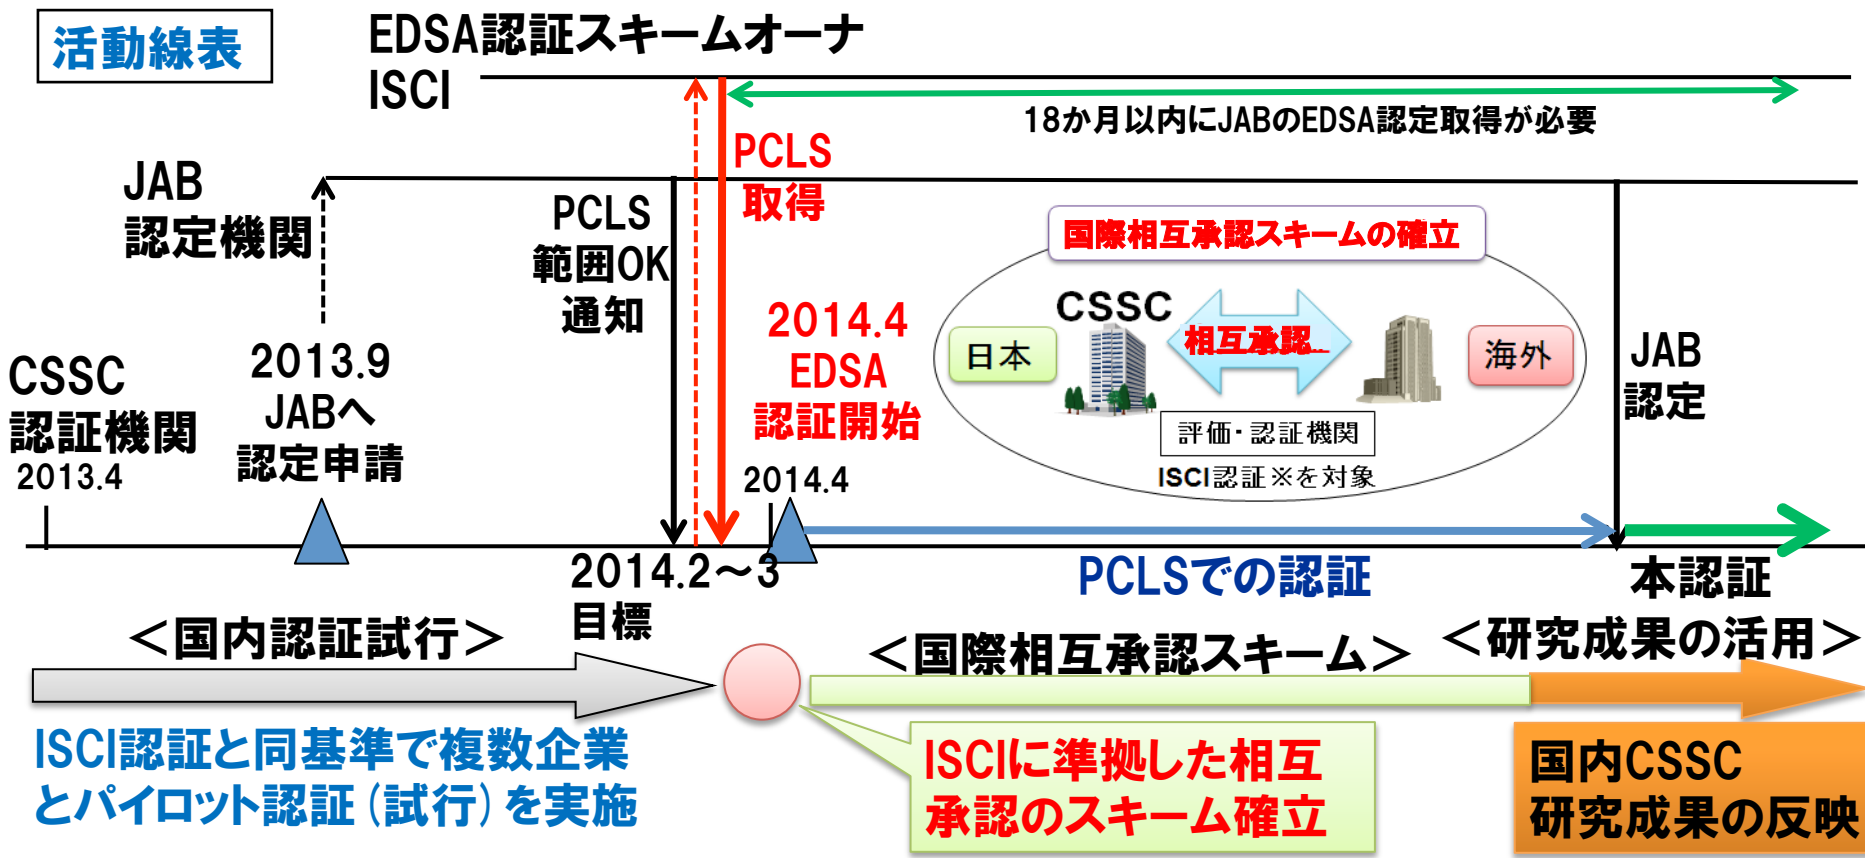 活動線表
EDSA認証スキームオーナ
ISCI
18か月以内にJABのEDSA認定取得が必要
JAB
認定機関
PCLS
範囲OK
通知
PCLS
取得
国際相互承認スキームの確立
CSSC
日本
相互承認
海外
評価・認証機関
ISCI認証※を対象
2014.4
EDSA
認証開始
JAB
認定
CSSC
認証機関
2013.4
2013.9
JABへ
認定申請
2014.4
2014.2～3
目標
PCLSでの認証
本認証
＜国内認証試行＞
＜国際相互承認スキーム＞
＜研究成果の活用＞
ISCI認証と同基準で複数企業
とパイロット認証(試行)を実施
ISCIに準拠した相互
承認のスキーム確立
国内CSSC
研究成果の反映